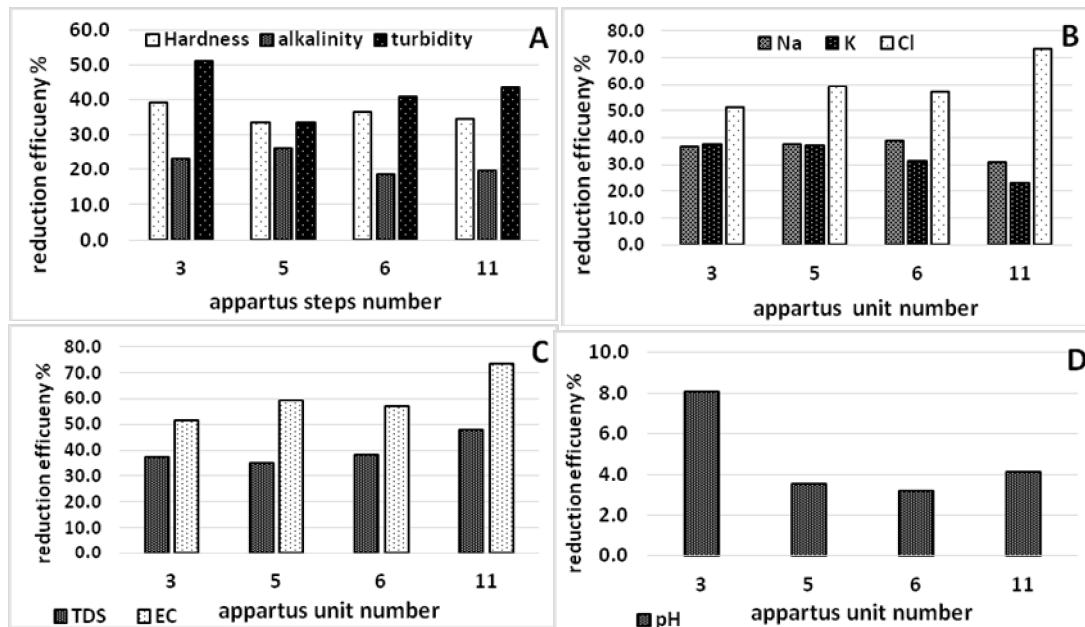 A
Hardness alkalinity turbidity
reduction efficueny %
60.0
50.0
40.0
30.0
20.0
10.0
0.0
3 5 6 11
appartus steps number
B
Na K Cl
reduction efficueny %
80.0
70.0
60.0
50.0
40.0
30.0
20.0
10.0
0.0
3 5 6 11
appartus unit number
C
reduction efficueny %
80.0
70.0
60.0
50.0
40.0
30.0
20.0
10.0
0.0
3 5 6 11
appartus unit number
TDS EC
D
reduction efficueny %
10.0
8.0
6.0
4.0
2.0
0.0
3 5 6 11
appartus unit number
pH